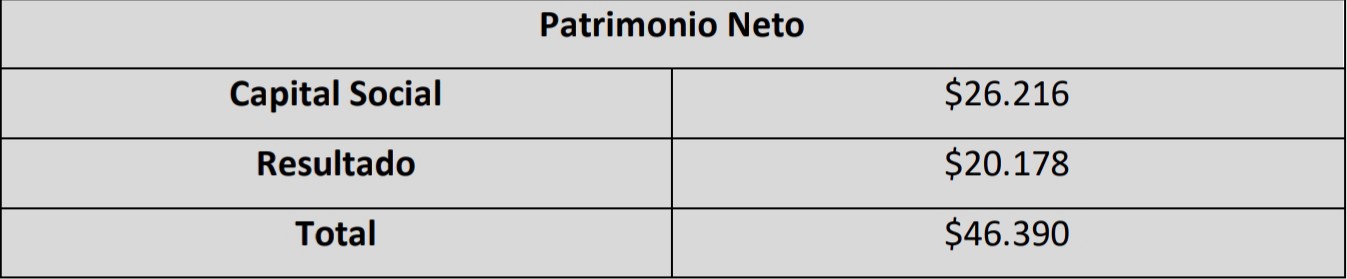 Patrimonio Neto
Capital Social $26.216
Resultado $20.178
Total $46.390